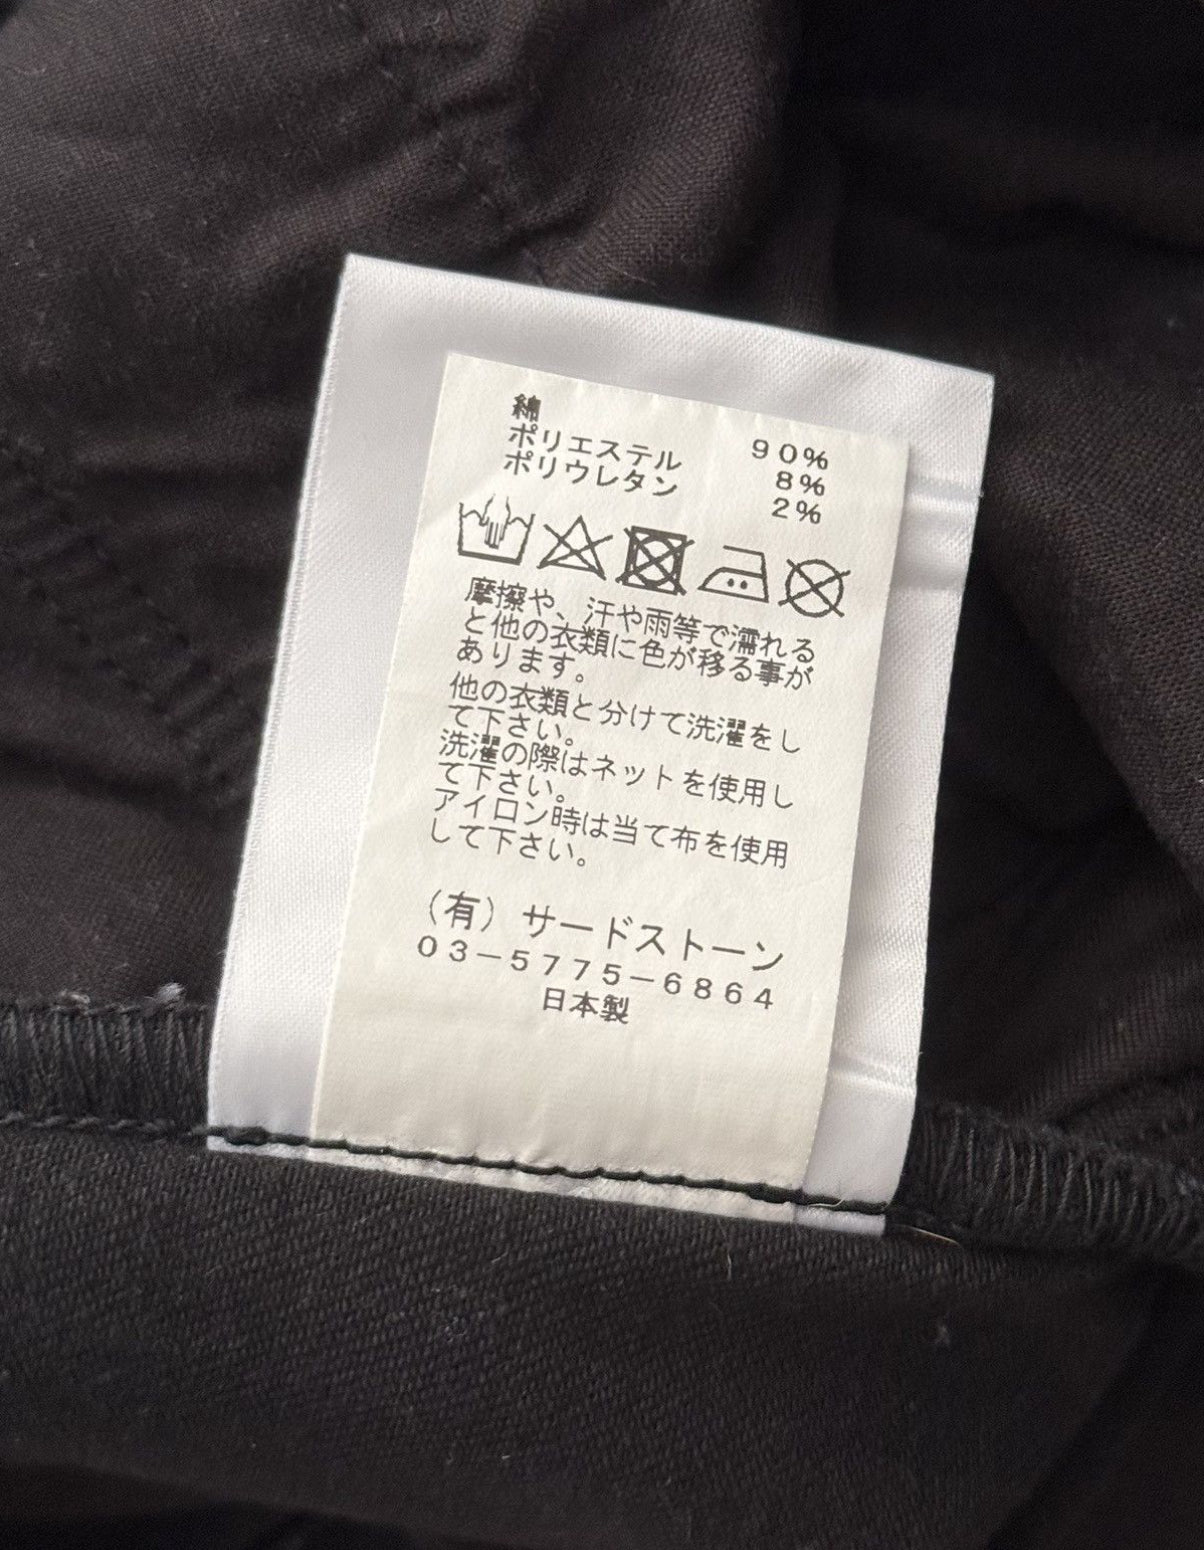 綿 90%
ポリエステル 8%
ポリウレタン 2%
摩擦や、汗や雨等で濡れる
と他の衣類に色が移る事が
あります。
他の衣類と分けて洗濯をし
て下さい。
洗濯の際はネットを使用し
て下さい。
アイロン時は当て布を使用
して下さい。
（有）サードストーン
03−5775−6864
日本製